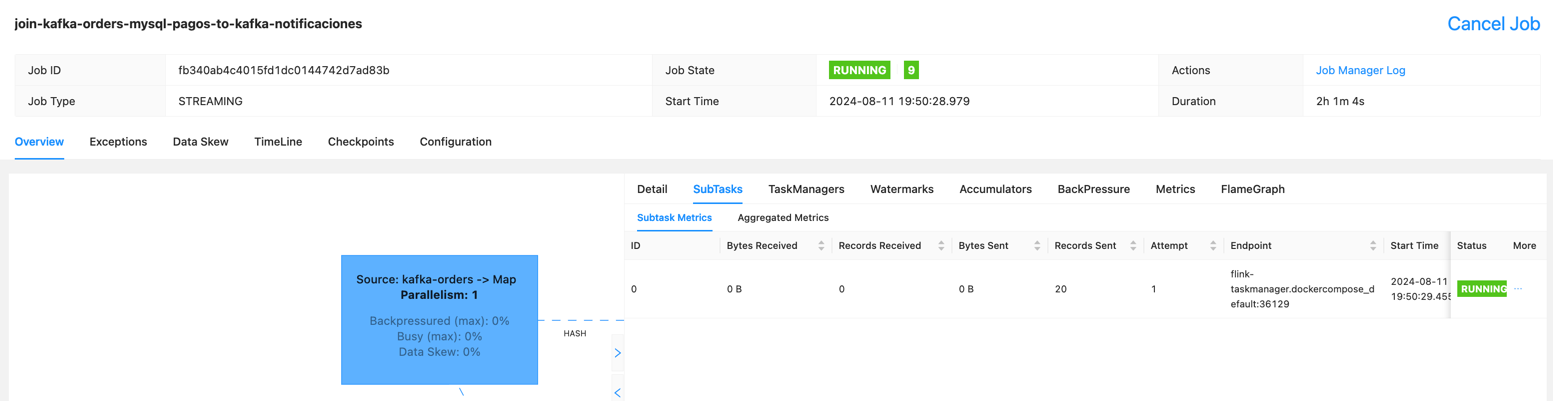 join-kafka-orders-mysql-pagos-to-kafka-notificaciones
Cancel Job
Job ID fb340ab4c4015fd1dc0144742d7ad83b Job State RUNNING 9 Actions Job Manager Log
Job Type STREAMING Start Time 2024-08-11 19:50:28.979 Duration 2h 1m 4s
Overview Exceptions Data Skew TimeLine Checkpoints Configuration
Detail SubTasks TaskManagers Watermarks Accumulators BackPressure Metrics FlameGraph
Subtask Metrics Aggregated Metrics
ID Bytes Received Records Received Bytes Sent Records Sent Attempt Endpoint Start Time Status More
0 0 B 0 0 B 20 1 flink-
taskmanager.dockercompose_d
efault:36129
2024-08-11
19:50:29.455
RUNNING ...
Source: kafka-orders -> Map
Parallelism: 1
Backpressured (max): 0%
Busy (max): 0%
Data Skew: 0%
HASH